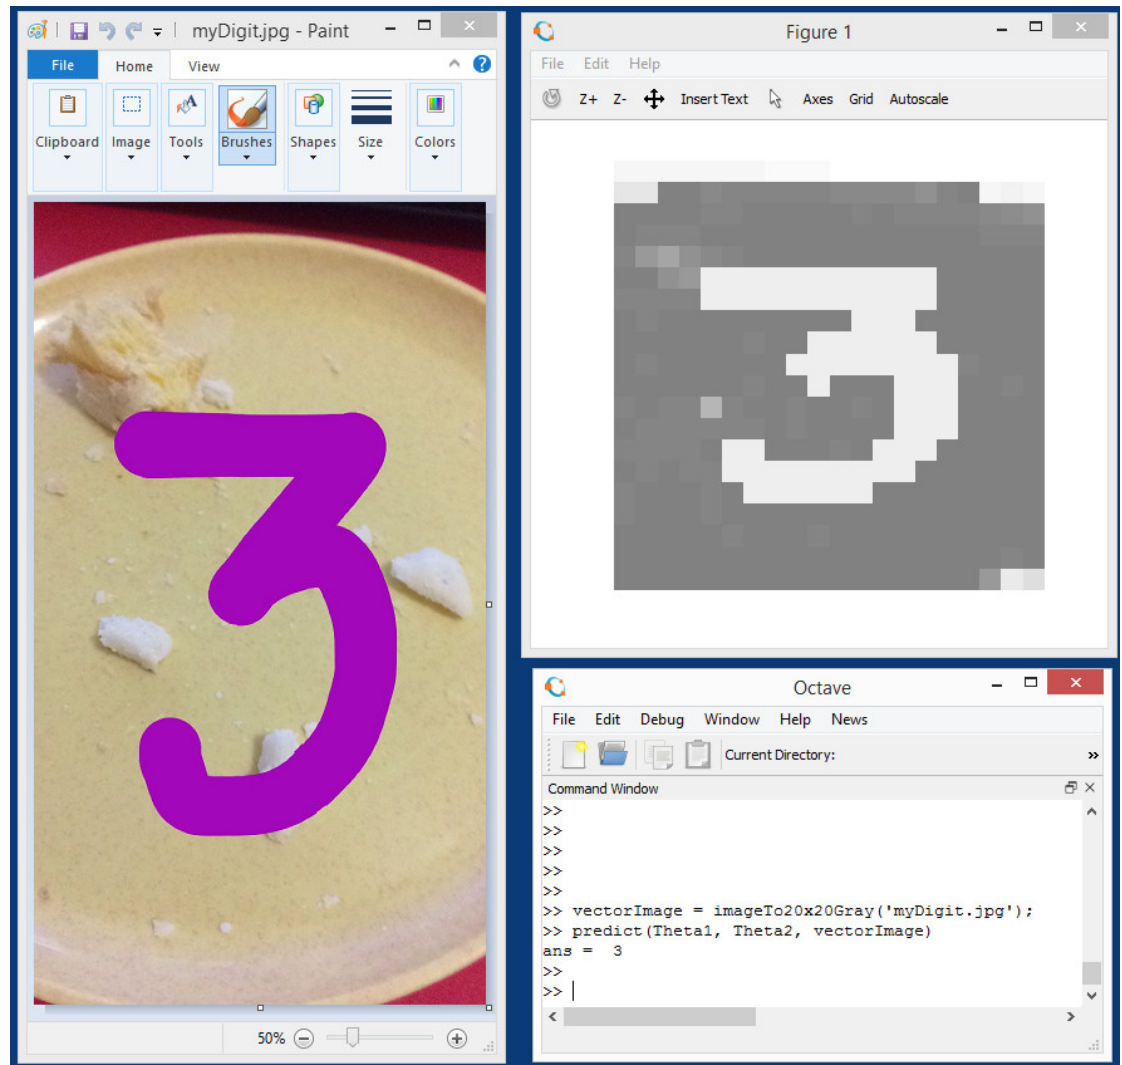 myDigit.jpg - Paint
File Home View
Clipboard Image Tools Brushes Shapes Size Colors
3
50%
Figure 1
File Edit Help
Z+ Z- Insert Text Axes Grid Autoscale
3
Octave
File Edit Debug Window Help News
Current Directory:
»
Command Window
>>
>>
>>
>>
>>
>> vectorImage = imageTo20x20Gray('myDigit.jpg');
>> predict(Theta1, Theta2, vectorImage)
ans = 3
>>
>>